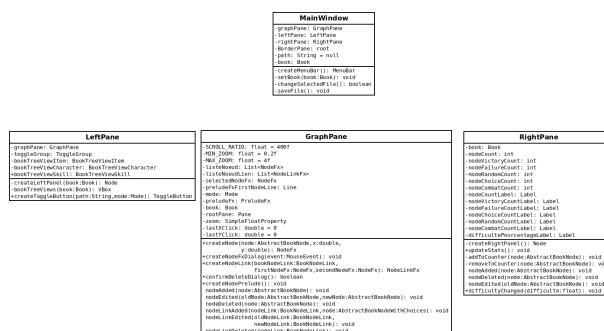 MainWindow
-graphPane: GraphPane
-leftPane: LeftPane
-rightPane: RightPane
-BorderPane: root
-path: String = null
-book: Book
-createMenuBar(): MenuBar
-setBook(book:Book): void
-changeSelectedFile(): boolean
-saveFile(): void
LeftPane
-graphPane: GraphPane
-toggleGroup: ToggleGroup
-bookTreeViewItem: BookTreeViewItem
-bookTreeViewCharacter: BookTreeViewCharacter
+bookTreeViewSkill: BookTreeViewSkill
-createLeftPanel(book:Book): Node
-bookTreeViews(book:Book): VBox
+createToggleButton(path:String,mode:Mode): ToggleButton
GraphPane
-SCROLL_RATIO: float = 400f
-MIN_ZOOM: float = 0.2f
-MAX_ZOOM: float = 4f
-listeNoeud: List<NodeFx>
-listeNoeudLien: List<NodeLinkFx>
-selectedNodeFx: NodeFx
-preludeFxFirstNodeLine: Line
-mode: Mode
-preludeFx: PreludeFx
-book: Book
-rootPane: Pane
-zoom: SimpleFloatProperty
-lastXClick: double = 0
-lastYClick: double = 0
+createNode(node:AbstractBookNode,x:double,
y:double): NodeFx
+createNodeFxDialog(event:MouseEvent): void
+createNodeLink(bookNodeLink:BookNodeLink,
firstNodeFx:NodeFx,secondNodeFx:NodeFx): NodeLinkFx
+confirmDeleteDialog(): boolean
+createNodePrelude(): void
nodeAdded(node:AbstractBookNode): void
nodeEdited(oldNode:AbstractBookNode,newNode:AbstractBookNode): void
nodeDeleted(node:AbstractBookNode): void
nodeLinkAdded(nodeLink:BookNodeLink,node:AbstractBookNodeWithChoices): void
nodeLinkEdited(oldNodeLink:BookNodeLink,
newNodeLink:BookNodeLink): void
nodeLinkDeleted(nodeLink:BookNodeLink): void
RightPane
-book: Book
-nodeCount: int
-nodeVictoryCount: int
-nodeFailureCount: int
-nodeRandomCount: int
-nodeChoiceCount: int
-nodeCombatCount: int
-nodeCountLabel: Label
-nodeVictoryCountLabel: Label
-nodeFailureCountLabel: Label
-nodeChoiceCountLabel: Label
-nodeRandomCountLabel: Label
-nodeCombatCountLabel: Label
-difficultePourcentageLabel: Label
-createRightPanel(): Node
+updateStats(): void
-addToCounter(node:AbstractBookNode): void
-removeToCounter(node:AbstractBookNode): void
nodeAdded(node:AbstractBookNode): void
nodeDeleted(node:AbstractBookNode): void
nodeEdited(oldNode:AbstractBookNode): void
+difficultyChanged(difficulte:float): void